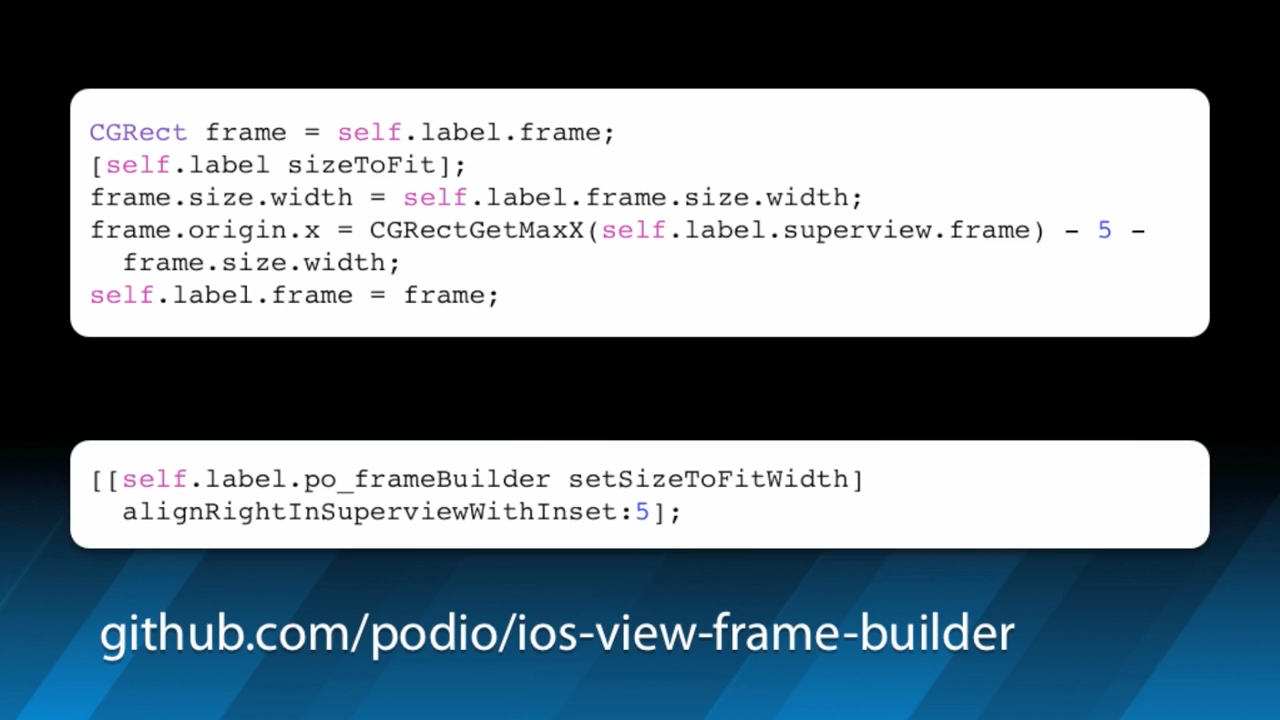 CGRect frame = self.label.frame;
[self.label sizeToFit];
frame.size.width = self.label.frame.size.width;
frame.origin.x = CGRectGetMaxX(self.label.superview.frame) - 5 -
frame.size.width;
self.label.frame = frame;
[[self.label.po_frameBuilder setSizeToFitWidth]
alignRightInSuperviewWithInset:5];
github.com/podio/ios-view-frame-builder